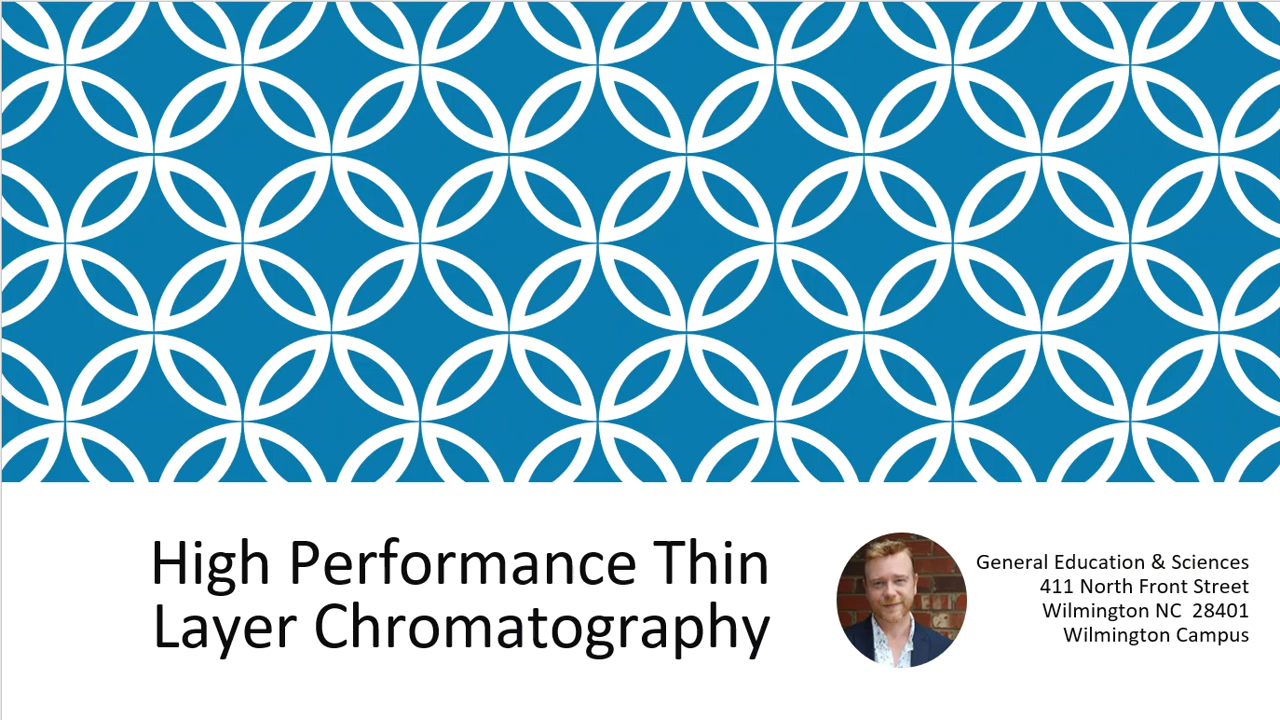 High Performance Thin
Layer Chromatography
General Education & Sciences
411 North Front Street
Wilmington NC  28401
Wilmington Campus